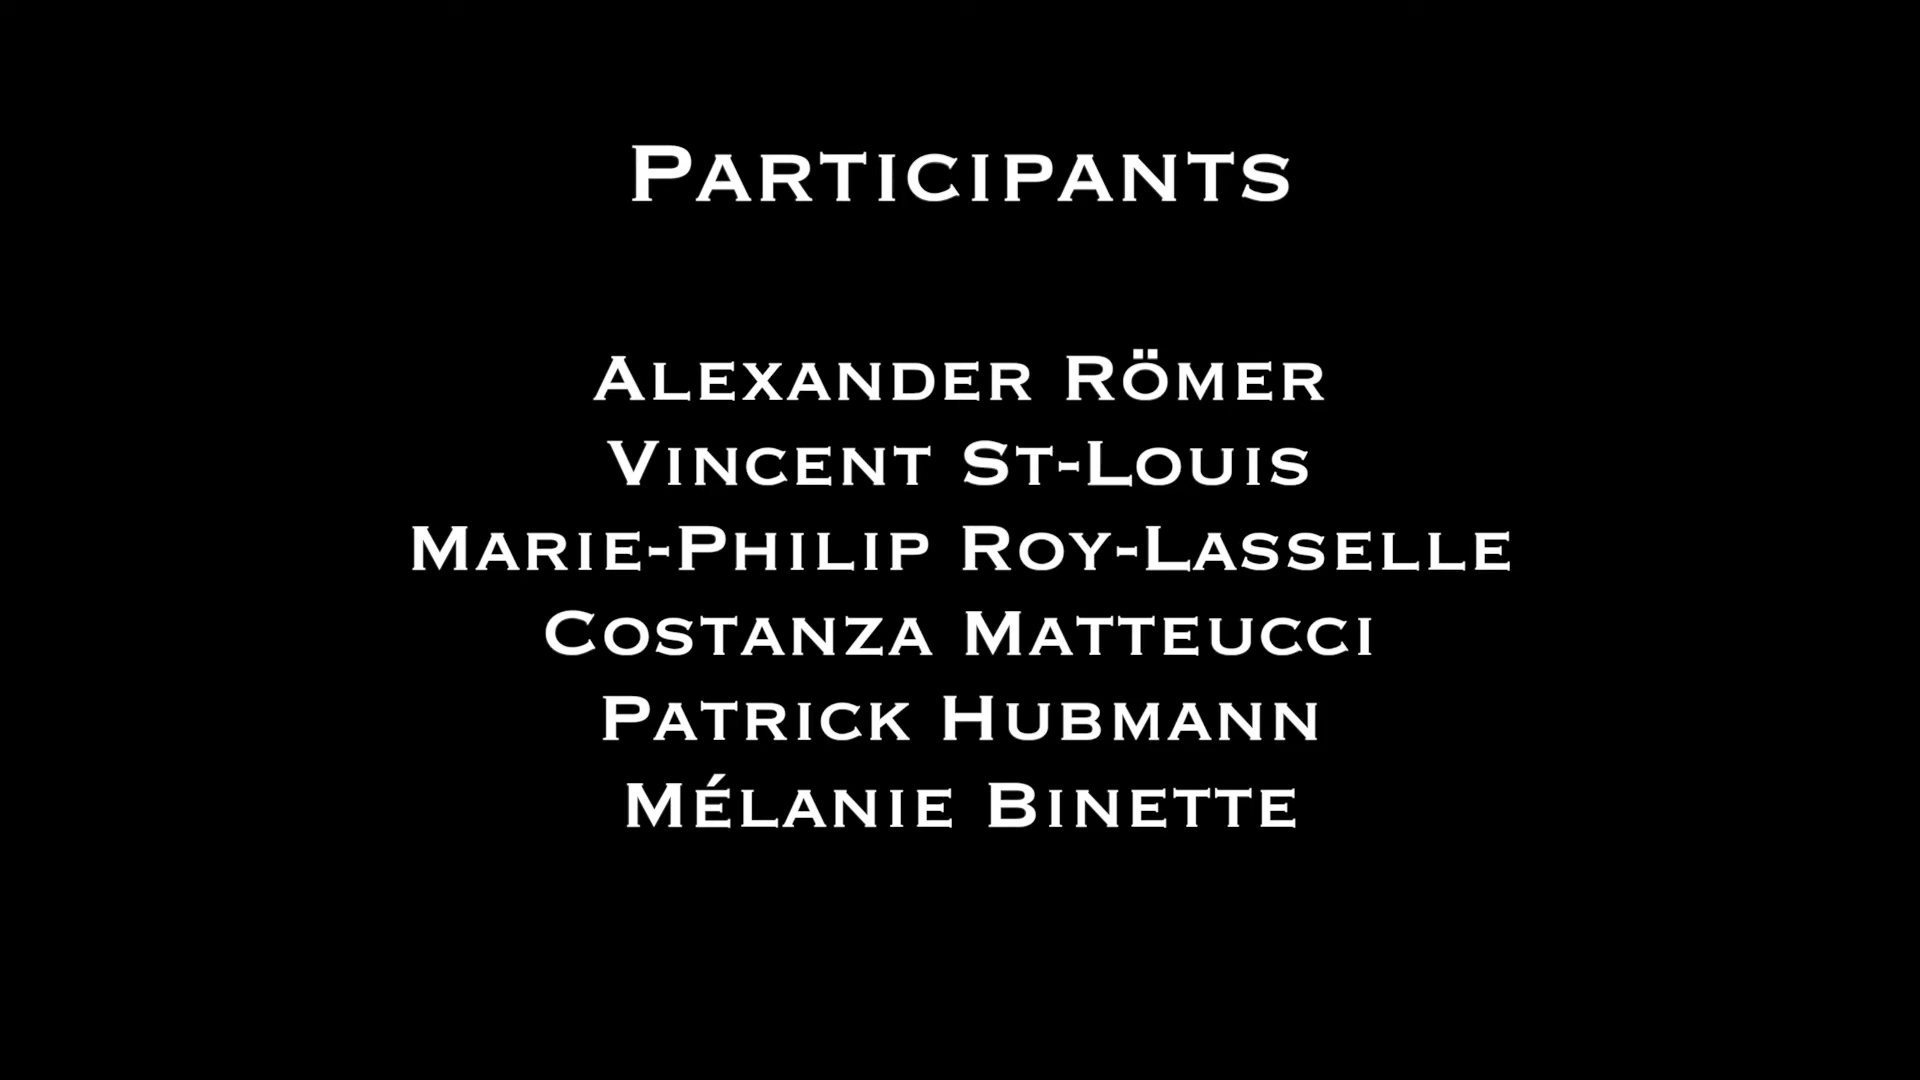 Participants
Alexander Römer
Vincent St-Louis
Marie-Philip Roy-Lasselle
Costanza Matteucci
Patrick Hubmann
Mélanie Binette